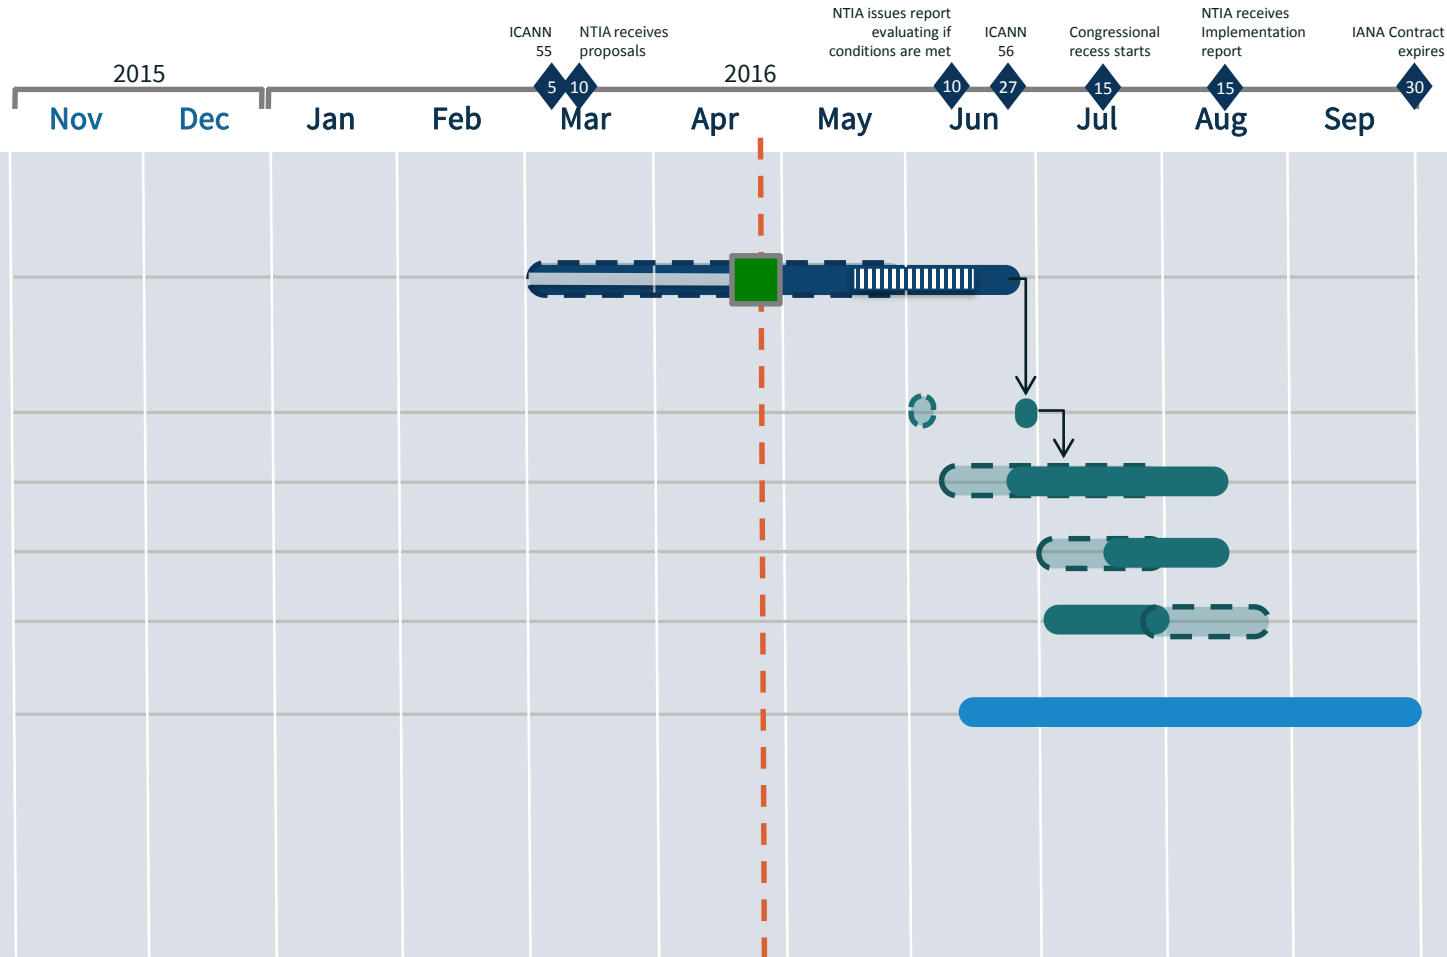 ICANN
55
NTIA receives
proposals
NTIA issues report
evaluating if
conditions are met
ICANN
56
Congressional
recess starts
NTIA receives
Implementation
report
IANA Contract
expires
2015
2016
5
10
10
27
15
15
30
Nov
Dec
Jan
Feb
Mar
Apr
May
Jun
Jul
Aug
Sep